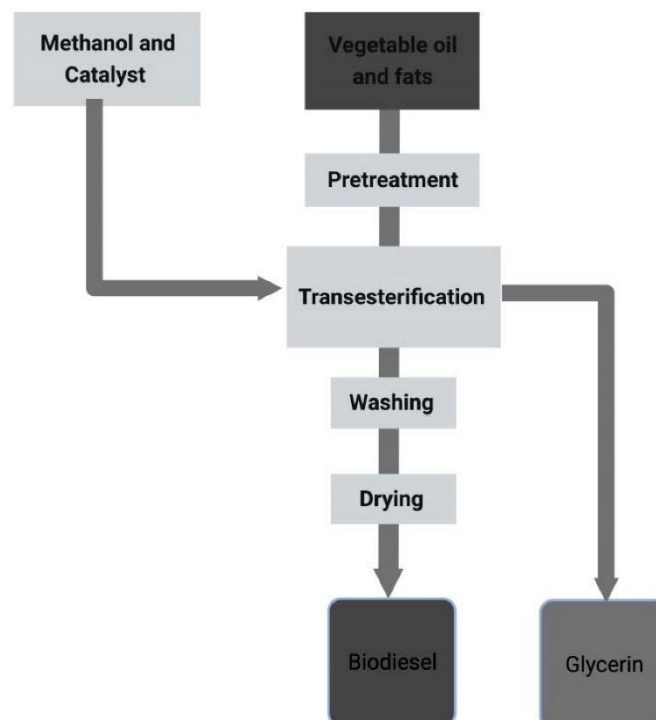 Methanol and
Catalyst
Vegetable oil
and fats
Pretreatment
Transesterification
Washing
Drying
Biodiesel
Glycerin